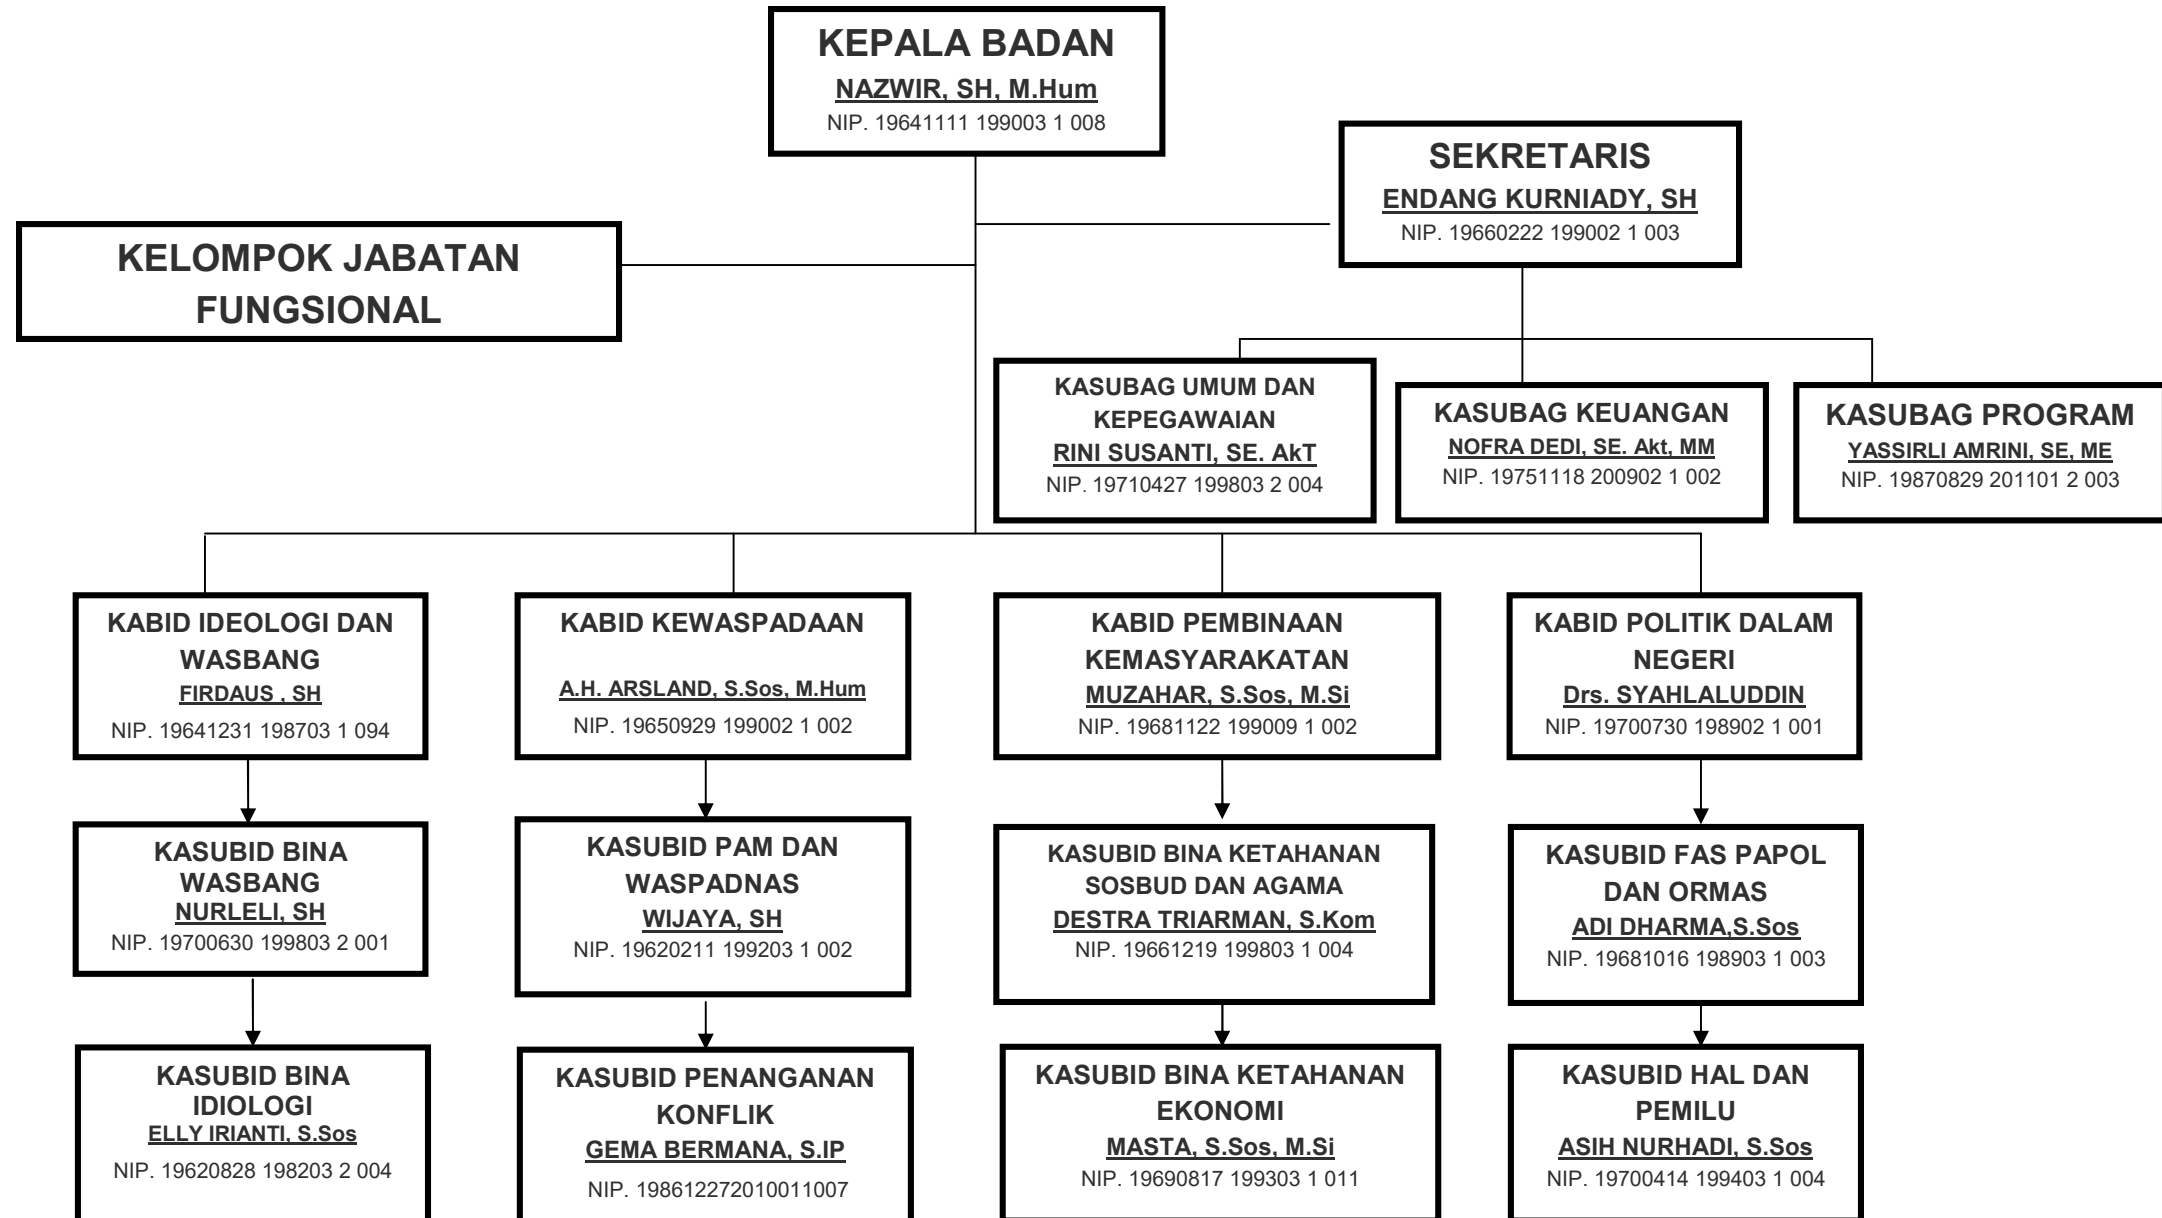 KEPALA BADAN
NAZWIR, SH, M.Hum
NIP. 19641111 199003 1 008
SEKRETARIS
ENDANG KURNIADY, SH
NIP. 19660222 199002 1 003
KELOMPOK JABATAN
FUNGSIONAL
KASUBAG UMUM DAN
KEPEGAWAIAN
RINI SUSANTI, SE. AkT
NIP. 19710427 199803 2 004
KASUBAG KEUANGAN
NOFRA DEDI, SE. Akt, MM
NIP. 19751118 200902 1 002
KASUBAG PROGRAM
YASSIRLI AMRINI, SE, ME
NIP. 19870829 201101 2 003
KABID IDEOLOGI DAN
WASBANG
FIRDAUS , SH
NIP. 19641231 198703 1 094
KABID KEWASPADAAN
A.H. ARSLAND, S.Sos, M.Hum
NIP. 19650929 199002 1 002
KABID PEMBINAAN
KEMASYARAKATAN
MUZAHAR, S.Sos, M.Si
NIP. 19681122 199009 1 002
KABID POLITIK DALAM
NEGERI
Drs. SYAHLALUDDIN
NIP. 19700730 198902 1 001
KASUBID BINA
WASBANG
NURLELI, SH
NIP. 19700630 199803 2 001
KASUBID PAM DAN
WASPADNAS
WIJAYA, SH
NIP. 19620211 199203 1 002
KASUBID BINA KETAHANAN
SOSBUD DAN AGAMA
DESTRA TRIARMAN, S.Kom
NIP. 19661219 199803 1 004
KASUBID FAS PAPOL
DAN ORMAS
ADI DHARMA,S.Sos
NIP. 19681016 198903 1 003
KASUBID BINA
IDIOLOGI
ELLY IRIANTI, S.Sos
NIP. 19620828 198203 2 004
KASUBID PENANGANAN
KONFLIK
GEMA BERMANA, S.IP
NIP. 198612272010011007
KASUBID BINA KETAHANAN
EKONOMI
MASTA, S.Sos, M.Si
NIP. 19690817 199303 1 011
KASUBID HAL DAN
PEMILU
ASIH NURHADI, S.Sos
NIP. 19700414 199403 1 004